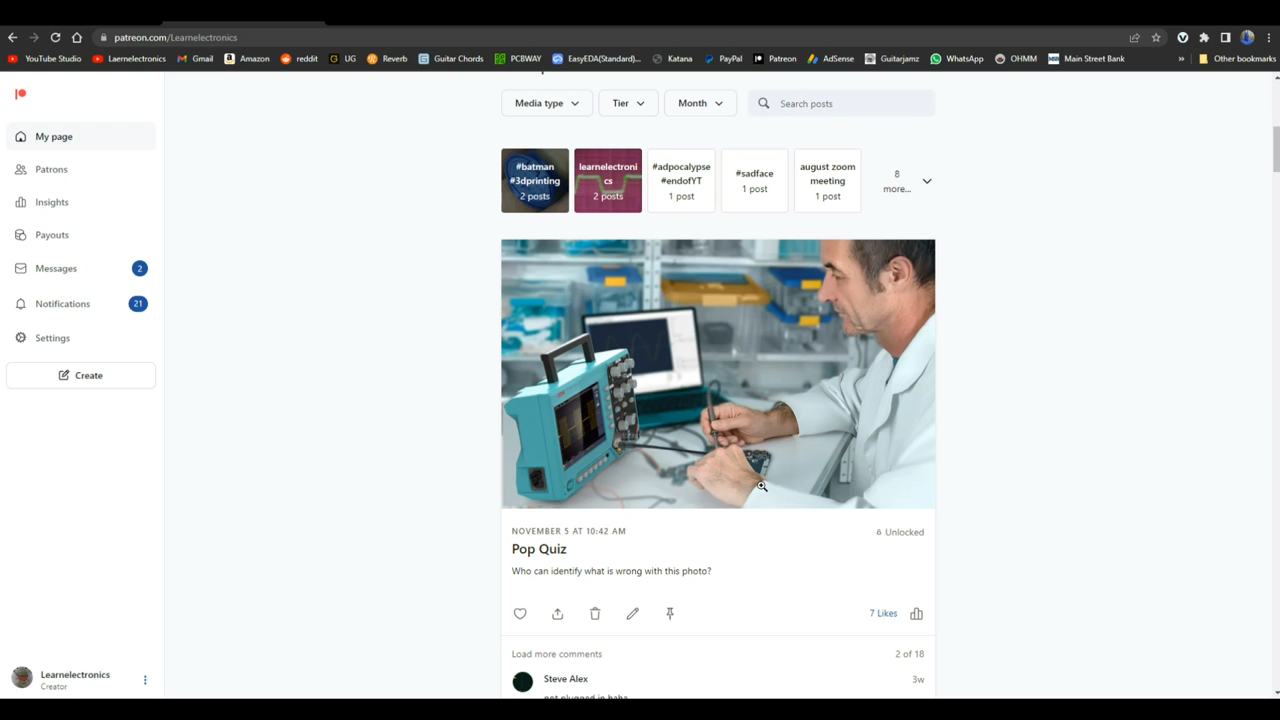 patreon.com/Learnelectronics
YouTube Studio
Laernelectronics
Gmail
Amazon
reddit
UG
Reverb
Guitar Chords
PCBWAY
EasyEDA(Standard)...
Katana
PayPal
Patreon
AdSense
Guitarjamz
WhatsApp
OHMM
Main Street Bank
»
Other bookmarks
My page
Patrons
Insights
Payouts
Messages 2
Notifications 21
Settings
Create
Learnelectronics
Creator
Media type
Tier
Month
Search posts
#batman
#3dprinting
2 posts
learnelectroni
cs
2 posts
#adpocalypse
#endofYT
1 post
#sadface
1 post
august zoom
meeting
1 post
8
more...
NOVEMBER 5 AT 10:42 AM
Unlocked
Pop Quiz
Who can identify what is wrong with this photo?
7 Likes
Load more comments
2 of 18
Steve Alex
3w
not plugged in haha